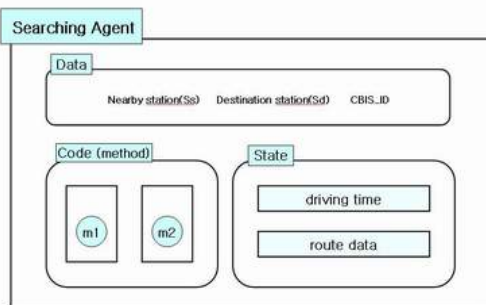 Searching Agent
Data
Nearby station(Ss) Destination station(Sd) CBIS_ID
Code (method)
State
m1 m2
driving time
route data